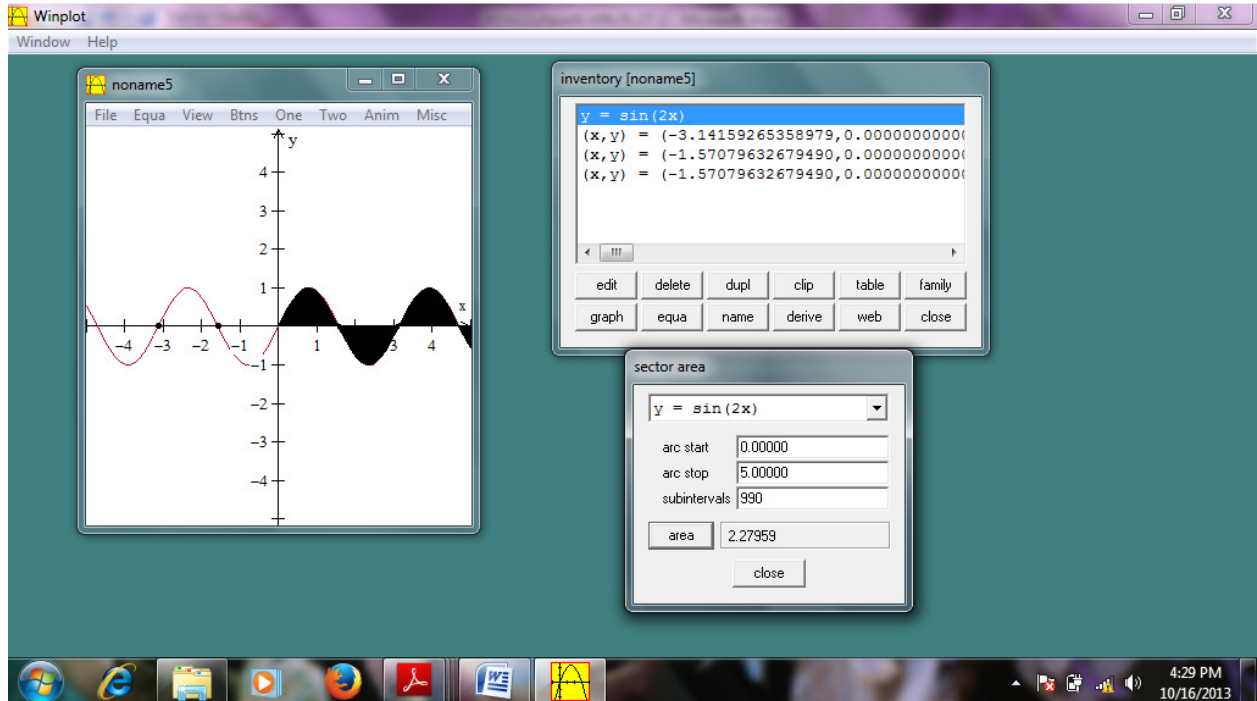 Winplot
Window Help
noname5
File Equa View Btns One Two Anim Misc
y
4
3
2
1
x
-4 -3 -2 -1 1 3 4
-1
-2
-3
-4
inventory [noname5]
y = sin(2x)
(x,y) = (-3.14159265358979,0.0000000000
(x,y) = (-1.57079632679490,0.0000000000
(x,y) = (-1.57079632679490,0.0000000000
edit delete dupl clip table family
graph equa name derive web close
sector area
y = sin(2x)
arc start 0.00000
arc stop 5.00000
subintervals 990
area 2.27959
close
4:29 PM
10/16/2013